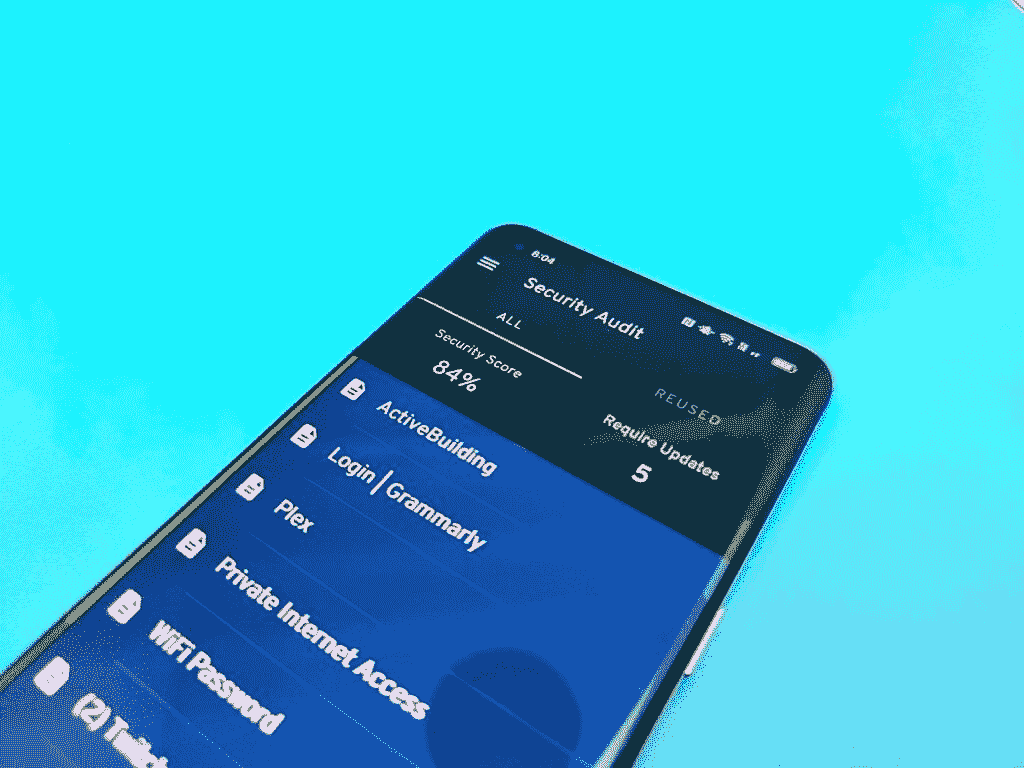 8:04
Security Audit
ALL
REUSED
Security Score
84%
Require Updates
5
ActiveBuilding
Login | Grammarly
Plex
Private Internet Access
WiFi Password
(2) Twitch